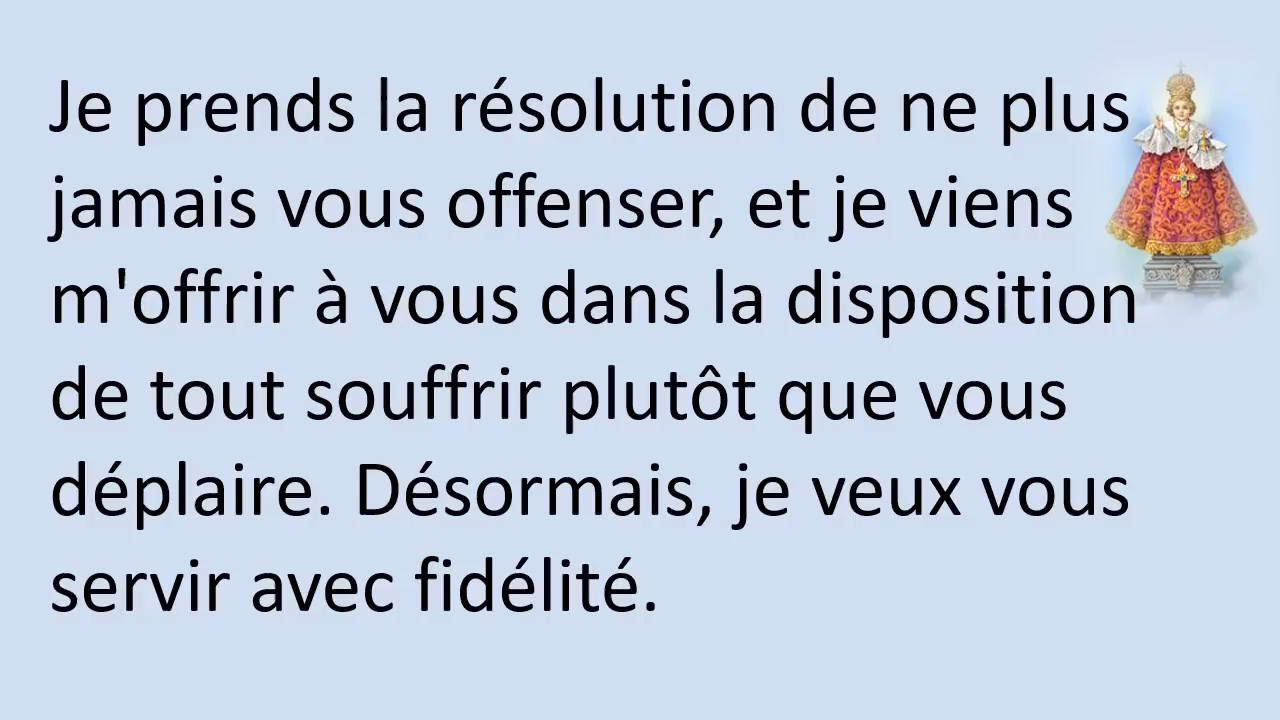 Je prends la résolution de ne plus
jamais vous offenser, et je viens
m'offrir à vous dans la disposition
de tout souffrir plutôt que vous
déplaire. Désormais, je veux vous
servir avec fidélité.